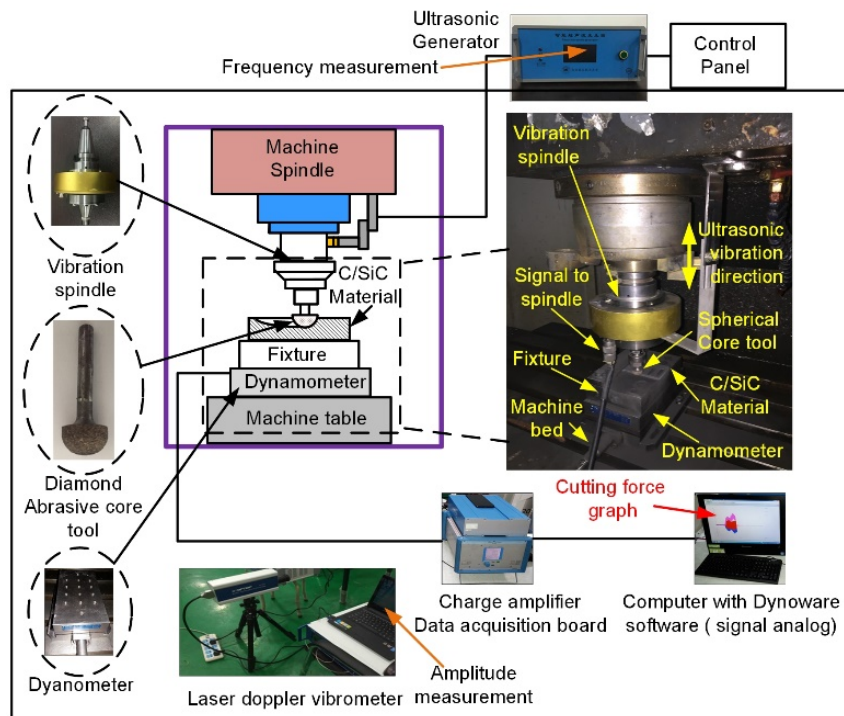 Ultrasonic
Generator
Frequency measurement
Control
Panel
Machine
Spindle
Vibration
spindle
C/SiC
Material
Fixture
Dynamometer
Machine table
Diamond
Abrasive core
tool
Dyanometer
Vibration
spindle
Ultrasonic
vibration
direction
Signal to
spindle
Spherical
Core tool
Fixture
C/SiC
Material
Machine
bed
Dynamometer
Cutting force
graph
Charge amplifier
Data acquisition board
Computer with Dynoware
software ( signal analog)
Laser doppler vibrometer
Amplitude
measurement